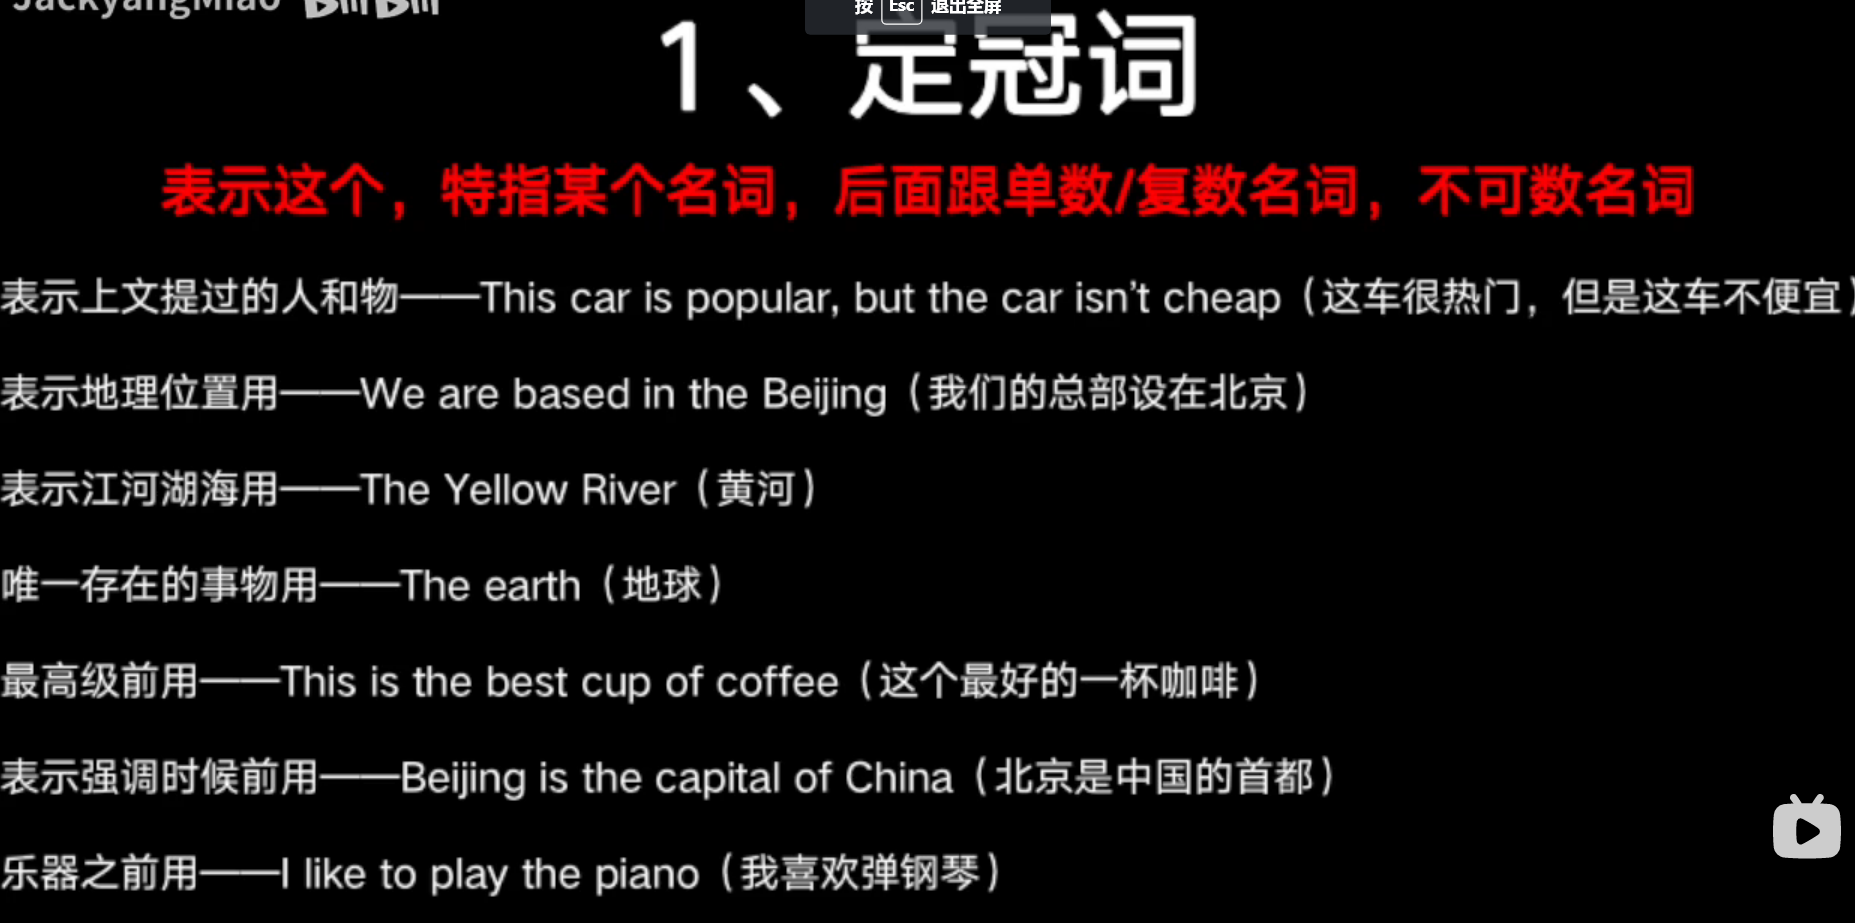 JackyangMiao bilibili
按 Esc 退出全屏
1、定冠词
表示这个，特指某个名词，后面跟单数/复数名词，不可数名词
表示上文提过的人和物——This car is popular, but the car isn't cheap（这车很热门，但是这车不便宜）
表示地理位置用——We are based in the Beijing（我们的总部设在北京）
表示江河湖海用——The Yellow River（黄河）
唯一存在的事物用——The earth（地球）
最高级前用——This is the best cup of coffee（这个最好的一杯咖啡）
表示强调时候前用——Beijing is the capital of China（北京是中国的首都）
乐器之前用——I like to play the piano（我喜欢弹钢琴）